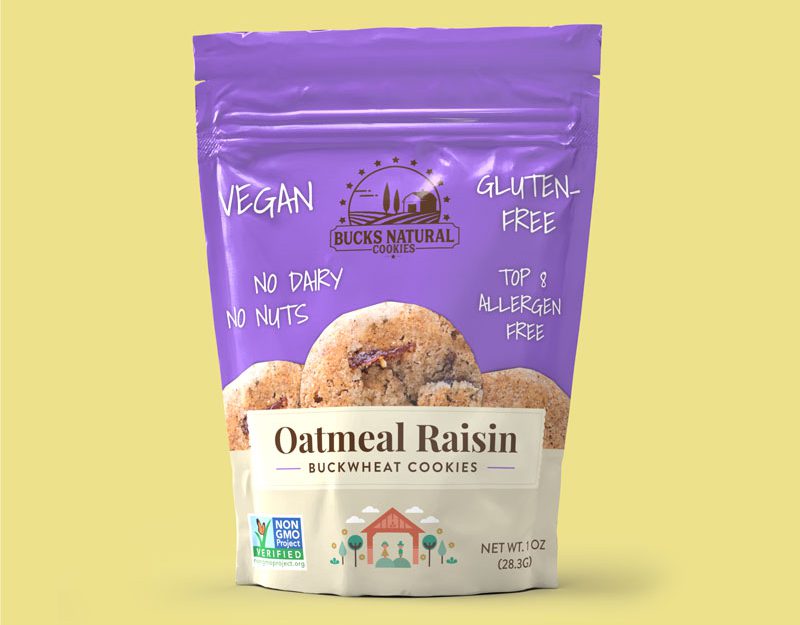 VEGAN
BUCKS NATURAL
COOKIES
GLUTEN-
FREE
NO DAIRY
NO NUTS
TOP 8
ALLERGEN
FREE
Oatmeal Raisin
BUCKWHEAT COOKIES
NON
GMO
Project
VERIFIED
nongmoproject.org
NET WT. 1 OZ
(28.3G)